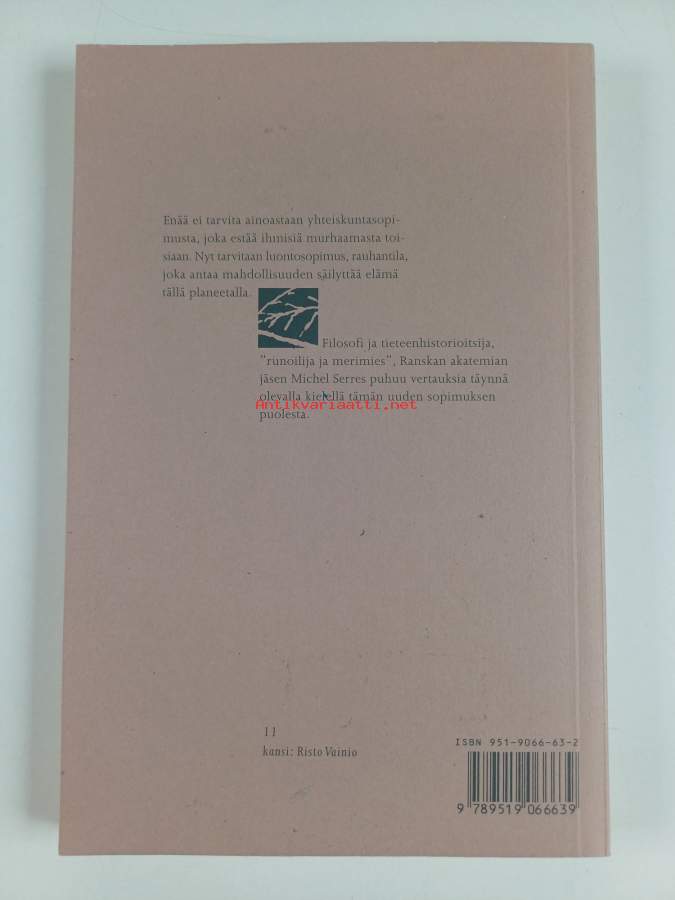 Enää ei tarvita ainoastaan yhteiskuntasopi-
musta, joka estää ihmisiä murhaamasta toi-
siaan. Nyt tarvitaan luontosopimus, rauhantila,
joka antaa mahdollisuuden säilyttää elämä
tällä planeetalla.
Filosofi ja tieteenhistorioitsija,
"runoilija ja merimies", Ranskan akatemian
jäsen Michel Serres puhuu vertauksia täynnä
olevalla kielellä tämän uuden sopimuksen
Antikvariaatti.net
puolesta.
11
kansi: Risto Vainio
ISBN 951-9066-63-2
9 789519 066639